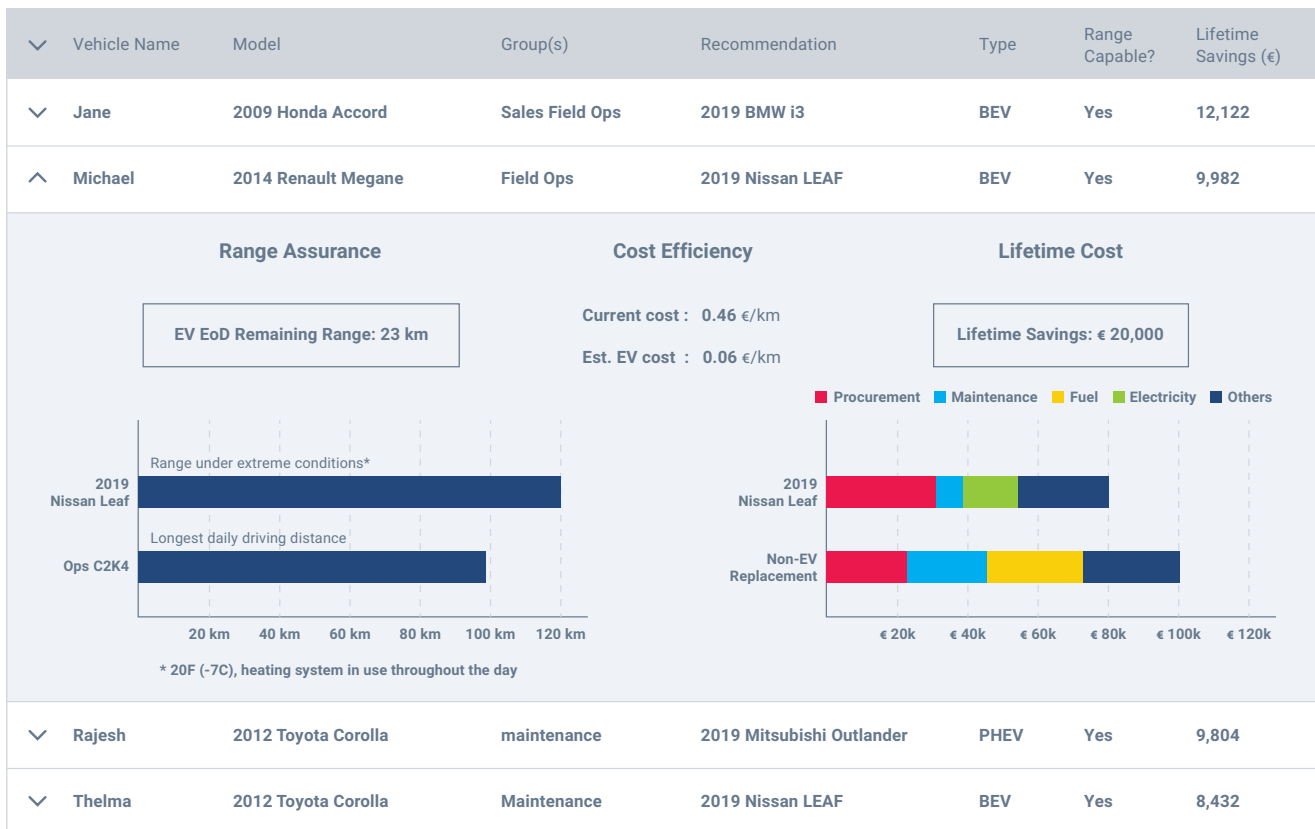 Vehicle Name Model Group(s) Recommendation Type Range Capable? Lifetime Savings (€)
Jane 2009 Honda Accord Sales Field Ops 2019 BMW i3 BEV Yes 12,122
Michael 2014 Renault Megane Field Ops 2019 Nissan LEAF BEV Yes 9,982
Range Assurance
EV EoD Remaining Range: 23 km
Range under extreme conditions*
2019
Nissan Leaf
Longest daily driving distance
Ops C2K4
20 km 40 km 60 km 80 km 100 km 120 km
* 20F (-7C), heating system in use throughout the day
Cost Efficiency
Current cost : 0.46 €/km
Est. EV cost : 0.06 €/km
Lifetime Cost
Lifetime Savings: € 20,000
Procurement Maintenance Fuel Electricity Others
2019
Nissan Leaf
Non-EV
Replacement
€ 20k € 40k € 60k € 80k € 100k € 120k
Rajesh 2012 Toyota Corolla maintenance 2019 Mitsubishi Outlander PHEV Yes 9,804
Thelma 2012 Toyota Corolla Maintenance 2019 Nissan LEAF BEV Yes 8,432